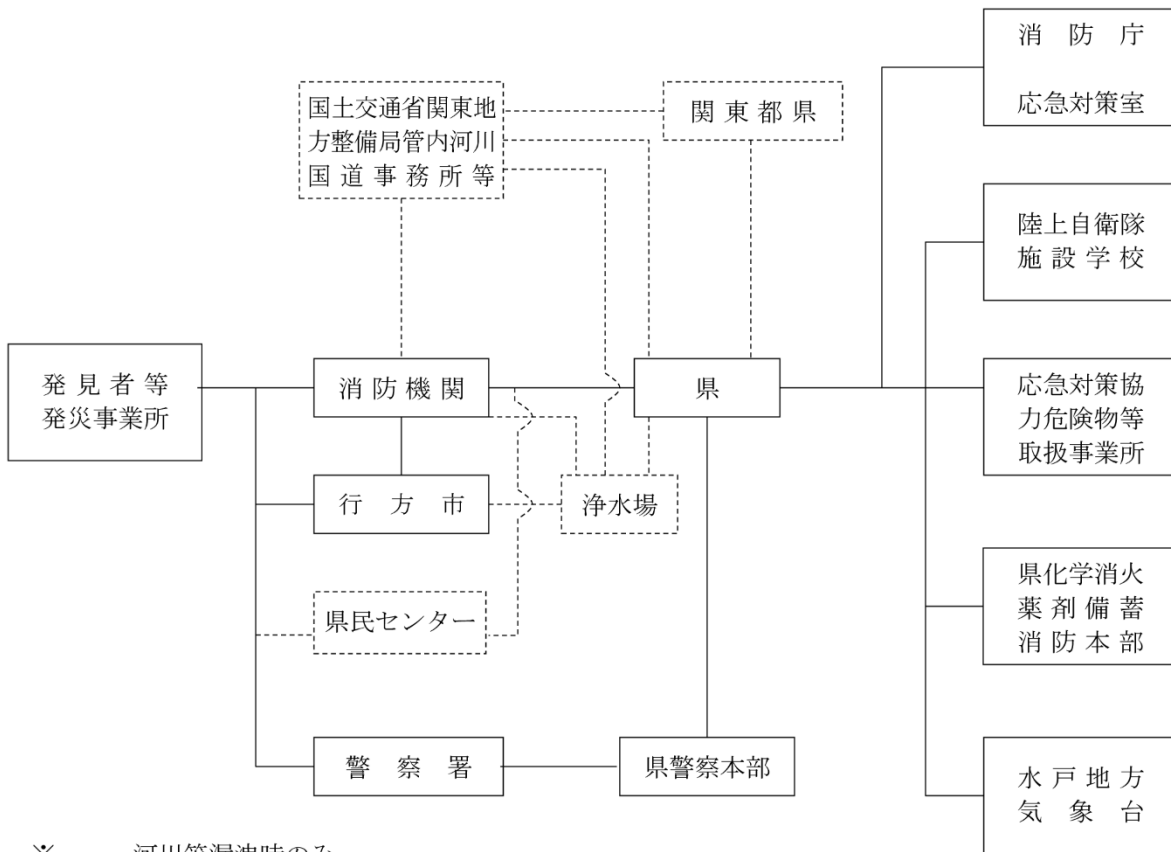 消防庁
応急対策室
国土交通省関東地
方整備局管内河川
国道事務所等
関東都県
陸上自衛隊
施設学校
発見者等
発災事業所
消防機関
県
応急対策協
力危険物等
取扱事業所
行方市
浄水場
県民センター
県化学消火
薬剤備蓄
消防本部
警察署
県警察本部
水戸地方
気象台